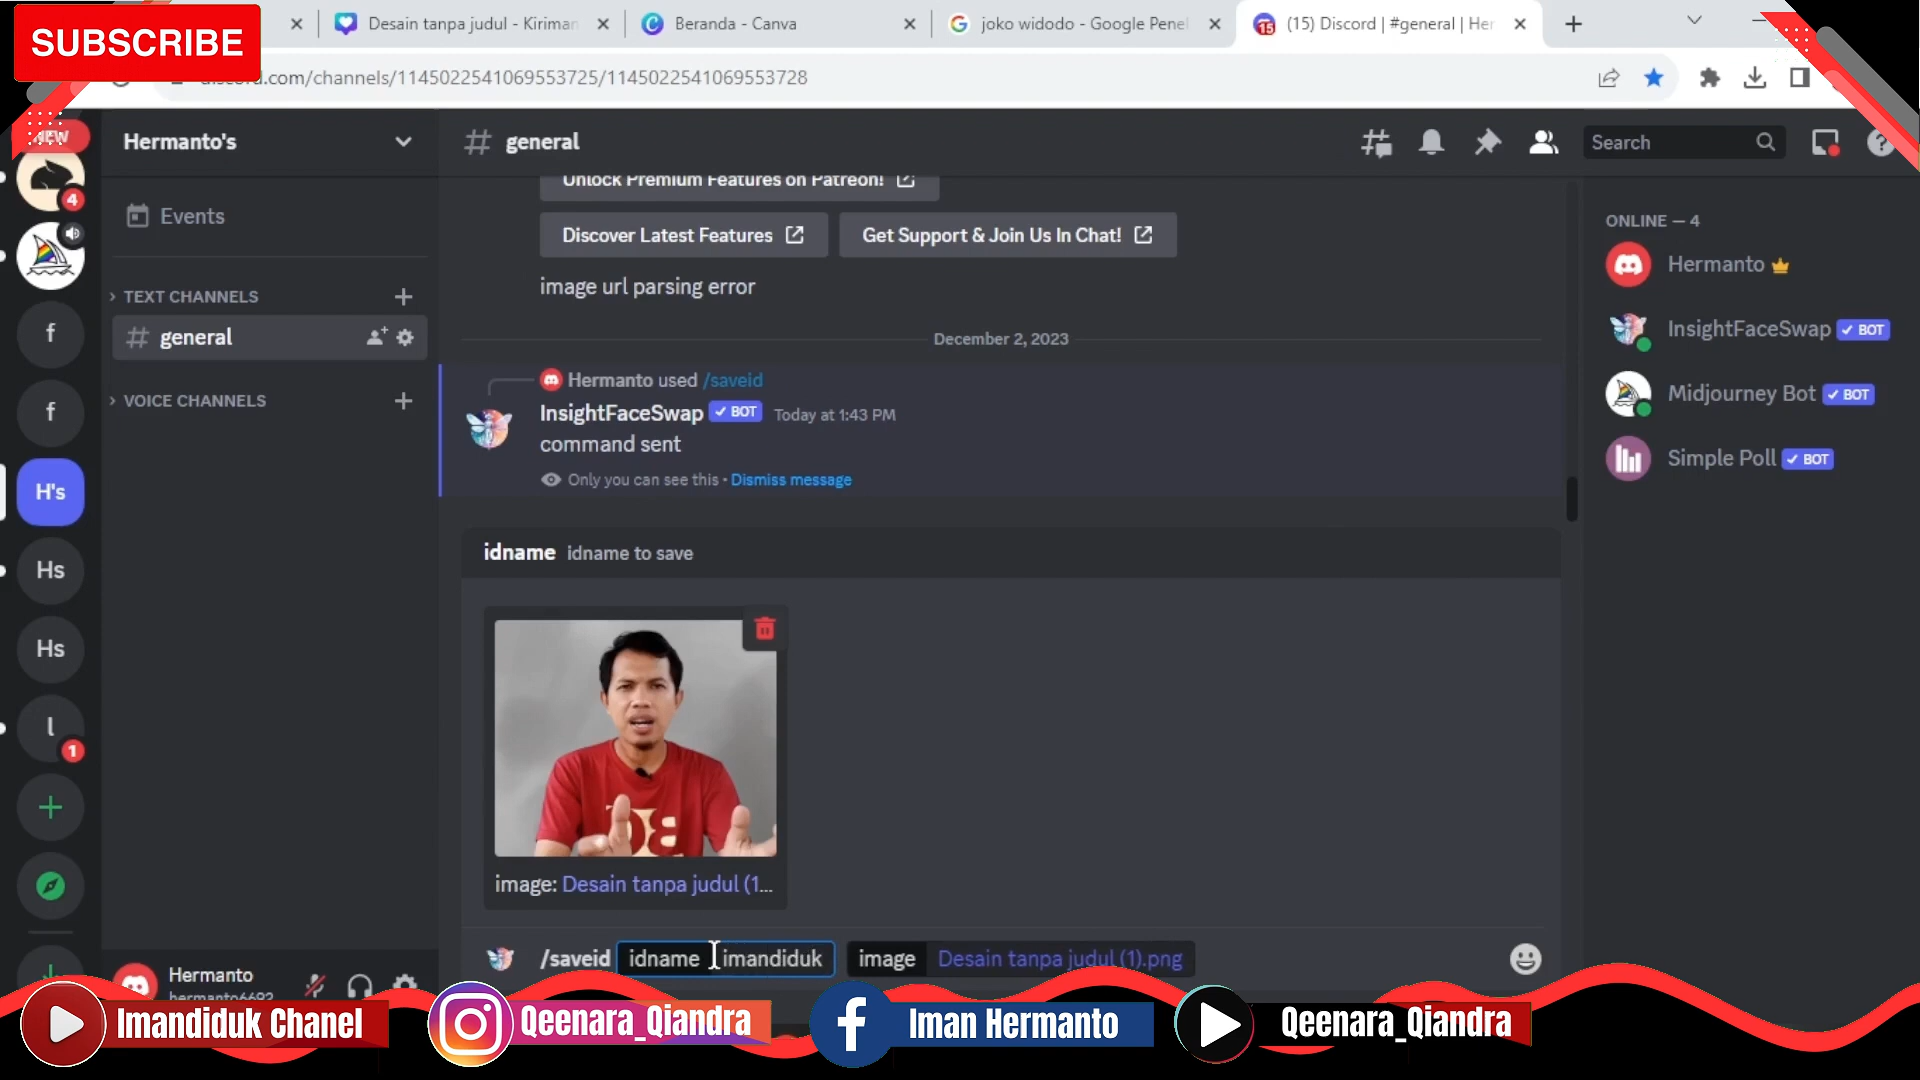 SUBSCRIBE
Desain tanpa judul - Kiriman
Beranda - Canva
joko widodo - Google Penel
15
(15) Discord | #general | Her
.com/channels/1145022541069553725/1145022541069553728
NEW
4
f
f
H's
Hs
Hs
l
1
Hermanto's
Events
TEXT CHANNELS
general
VOICE CHANNELS
Hermanto
hermanto6692
general
Search
Unlock Premium Features on Patreon!
Discover Latest Features
Get Support & Join Us In Chat!
image url parsing error
December 2, 2023
Hermanto used /saveid
InsightFaceSwap ✓ BOT Today at 1:43 PM
command sent
Only you can see this • Dismiss message
idname idname to save
image: Desain tanpa judul (1...
/saveid idname imandiduk image Desain tanpa judul (1).png
ONLINE — 4
Hermanto
InsightFaceSwap ✓ BOT
Midjourney Bot ✓ BOT
Simple Poll ✓ BOT
Imandiduk Chanel
Qeenara_Qiandra
Iman Hermanto
Qeenara_Qiandra